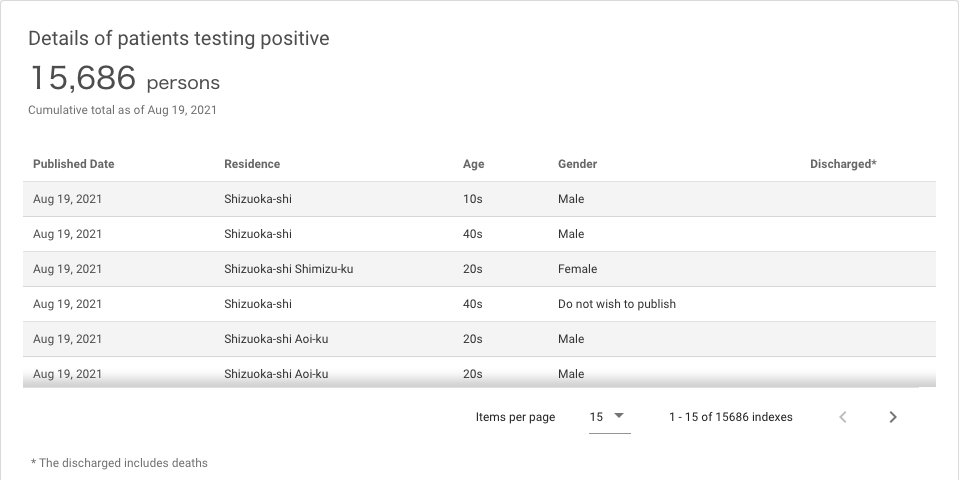 Details of patients testing positive
15,686 persons
Cumulative total as of Aug 19, 2021
Published Date Residence Age Gender Discharged*
Aug 19, 2021 Shizuoka-shi 10s Male
Aug 19, 2021 Shizuoka-shi 40s Male
Aug 19, 2021 Shizuoka-shi Shimizu-ku 20s Female
Aug 19, 2021 Shizuoka-shi 40s Do not wish to publish
Aug 19, 2021 Shizuoka-shi Aoi-ku 20s Male
Aug 19, 2021 Shizuoka-shi Aoi-ku 20s Male
Items per page 15 1 - 15 of 15686 indexes
* The discharged includes deaths